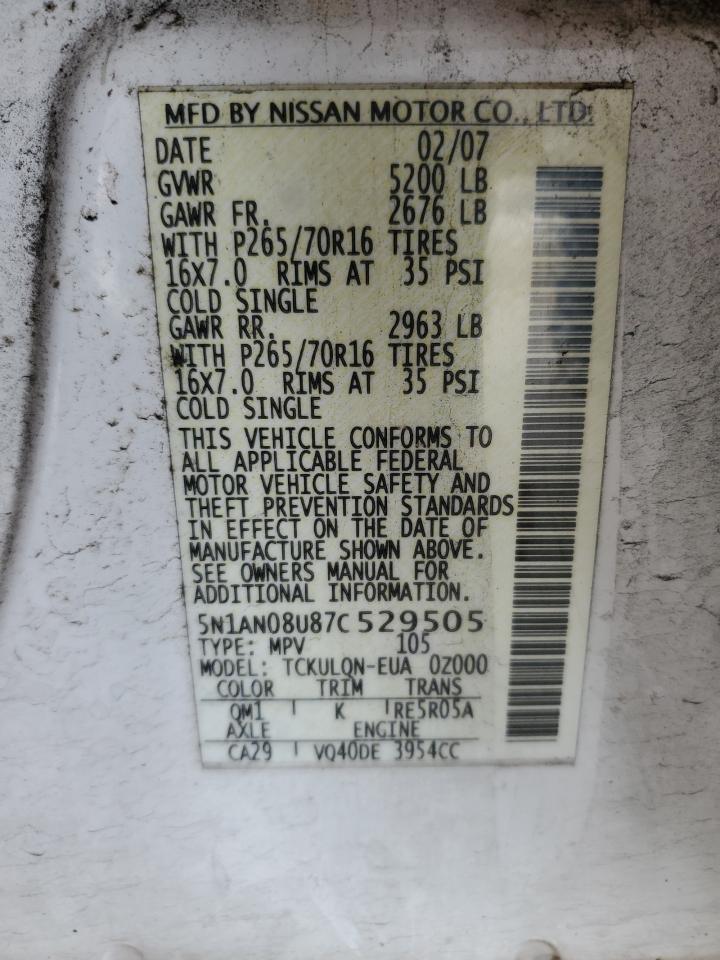 MFD BY NISSAN MOTOR CO., LTD.
DATE 02/07
GVWR 5200 LB
GAWR FR. 2676 LB
WITH P265/70R16 TIRES
16X7.0 RIMS AT 35 PSI
COLD SINGLE
GAWR RR. 2963 LB
WITH P265/70R16 TIRES
16X7.0 RIMS AT 35 PSI
COLD SINGLE
THIS VEHICLE CONFORMS TO
ALL APPLICABLE FEDERAL
MOTOR VEHICLE SAFETY AND
THEFT PREVENTION STANDARDS
IN EFFECT ON THE DATE OF
MANUFACTURE SHOWN ABOVE.
SEE OWNERS MANUAL FOR
ADDITIONAL INFORMATION.
5N1AN08U87C529505
TYPE: MPV 105
MODEL: TCKULQN-EUA 0Z000
COLOR TRIM TRANS
QM1 K RE5R05A
AXLE ENGINE
CA29 VQ40DE 3954CC